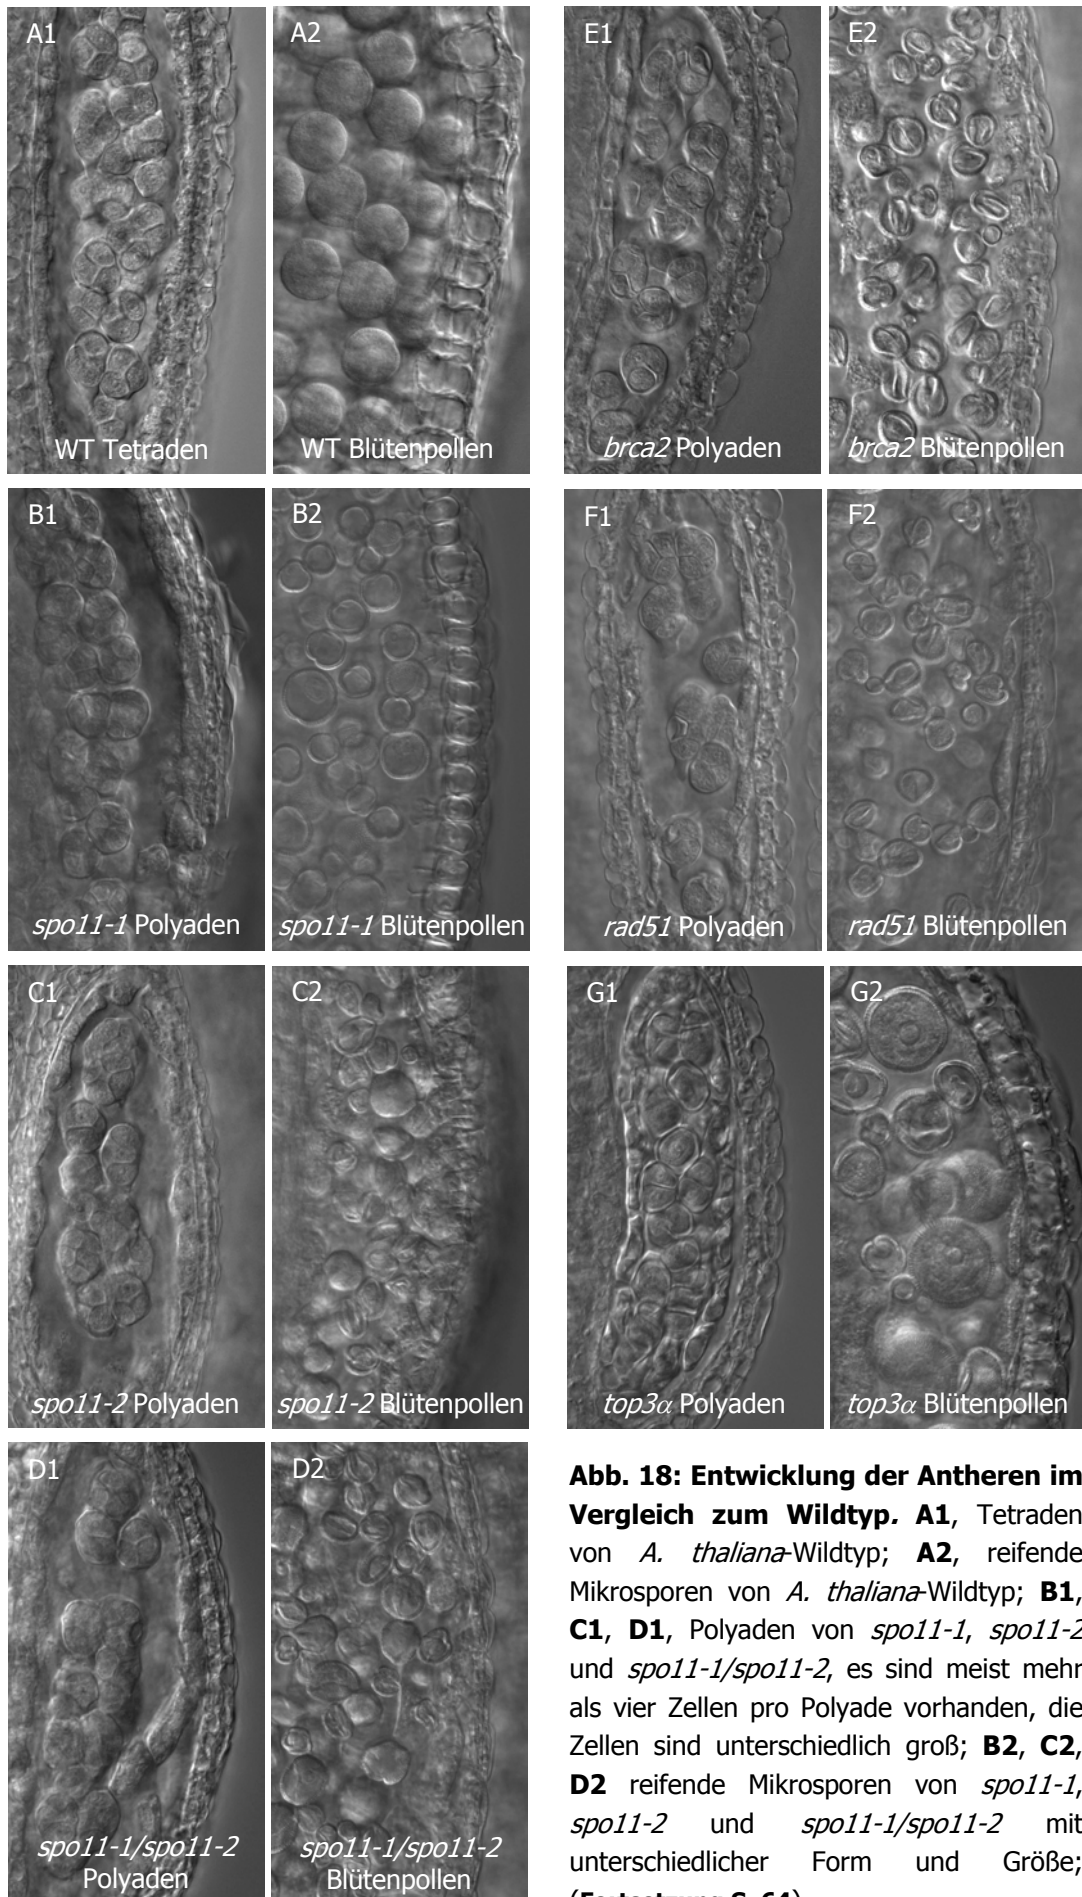 A1
WT Tetraden
A2
WT Blütenpollen
E1
brca2 Polyaden
E2
brca2 Blütenpollen
B1
spo11-1 Polyaden
B2
spo11-1 Blütenpollen
F1
rad51 Polyaden
F2
rad51 Blütenpollen
C1
spo11-2 Polyaden
C2
spo11-2 Blütenpollen
G1
top3α Polyaden
G2
top3α Blütenpollen
D1
spo11-1/spo11-2
Polyaden
D2
spo11-1/spo11-2
Blütenpollen
Abb. 18: Entwicklung der Antheren im
Vergleich zum Wildtyp. A1, Tetraden
von A. thaliana-Wildtyp; A2, reifende
Mikrosporen von A. thaliana-Wildtyp; B1,
C1, D1, Polyaden von spo11-1, spo11-2
und spo11-1/spo11-2, es sind meist mehr
als vier Zellen pro Polyade vorhanden, die
Zellen sind unterschiedlich groß; B2, C2,
D2 reifende Mikrosporen von spo11-1,
spo11-2 und spo11-1/spo11-2 mit
unterschiedlicher Form und Größe;
(Fortsetzung S. 64)